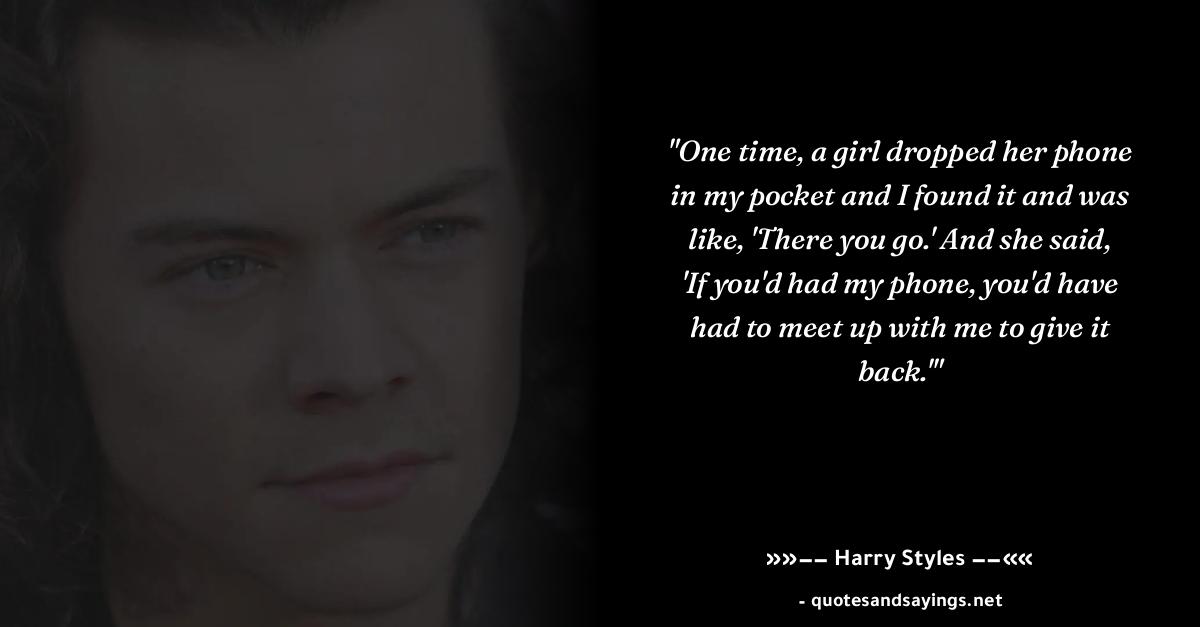 "One time, a girl dropped her phone
in my pocket and I found it and was
like, 'There you go.' And she said,
'If you'd had my phone, you'd have
had to meet up with me to give it
back.'"
»»−− Harry Styles −−««
- quotesandsayings.net